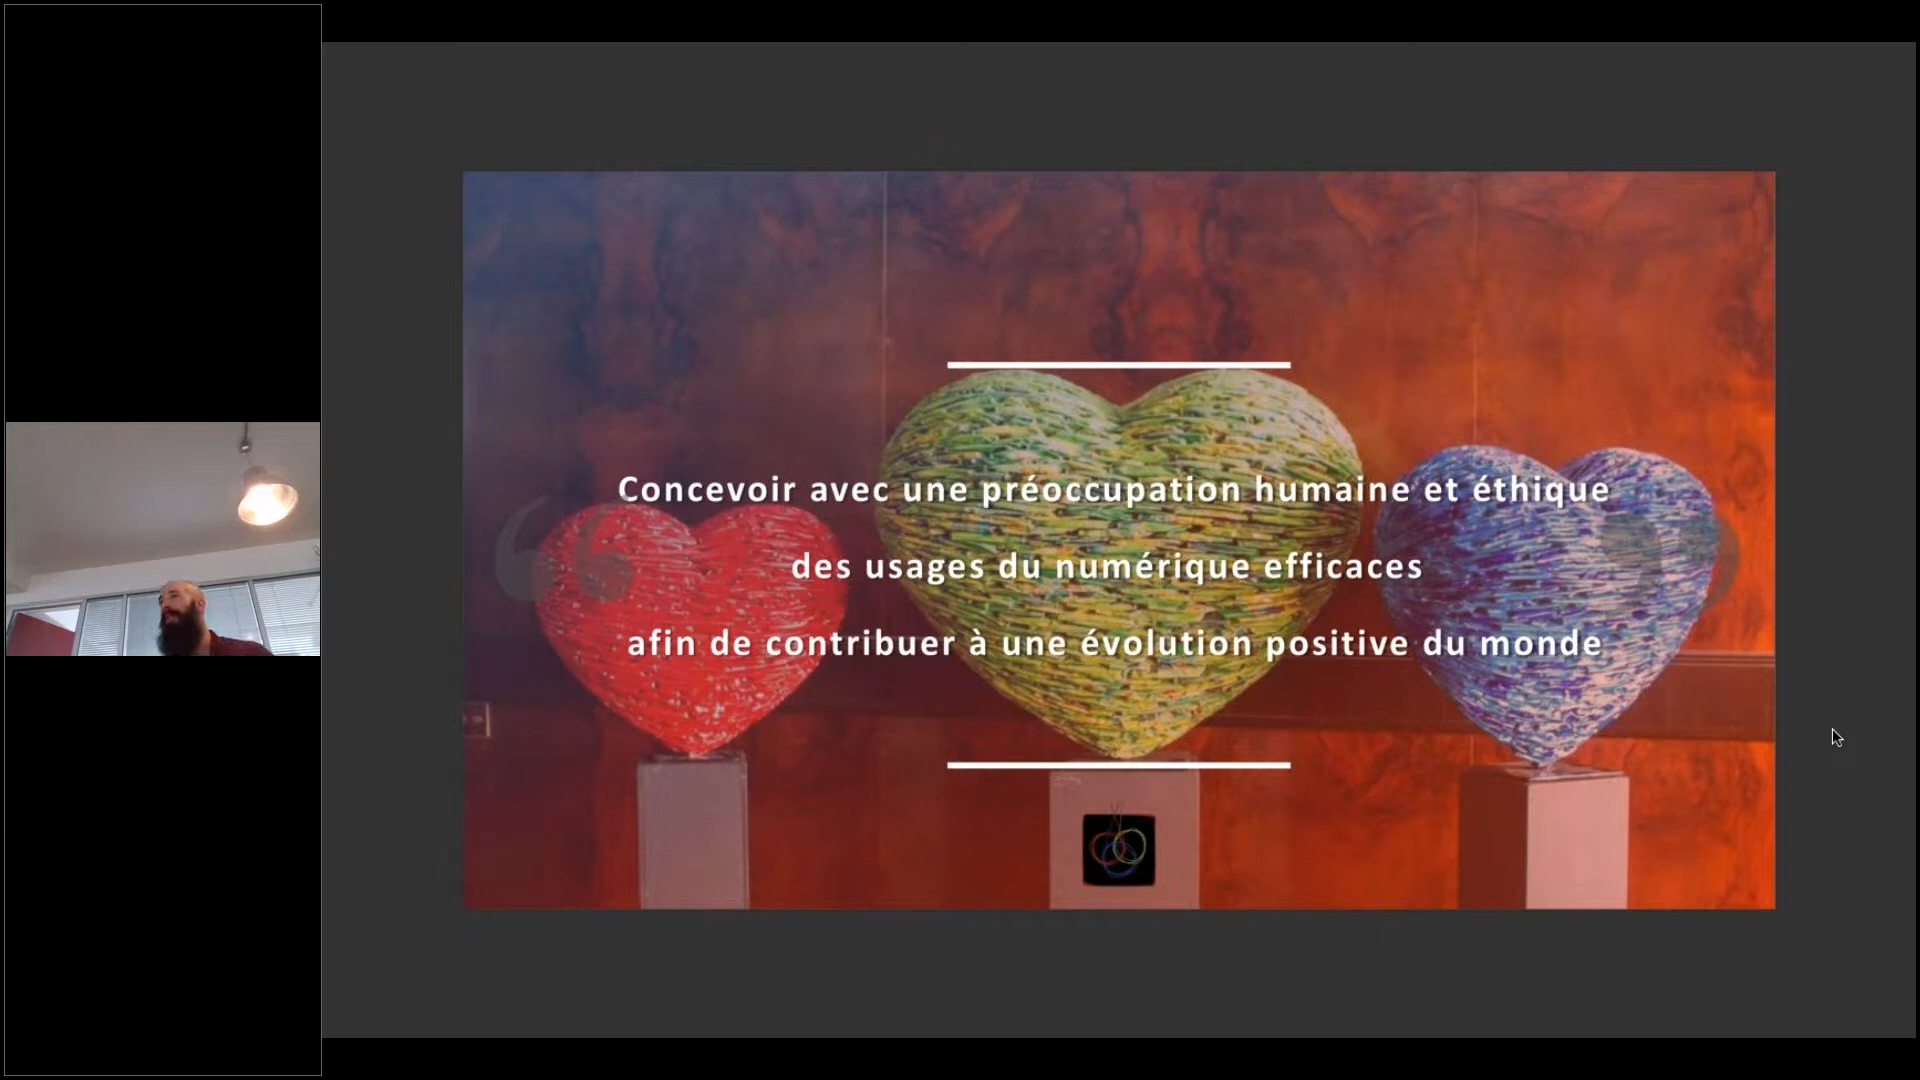 Concevoir avec une préoccupation humaine et éthique
des usages du numérique efficaces
afin de contribuer à une évolution positive du monde